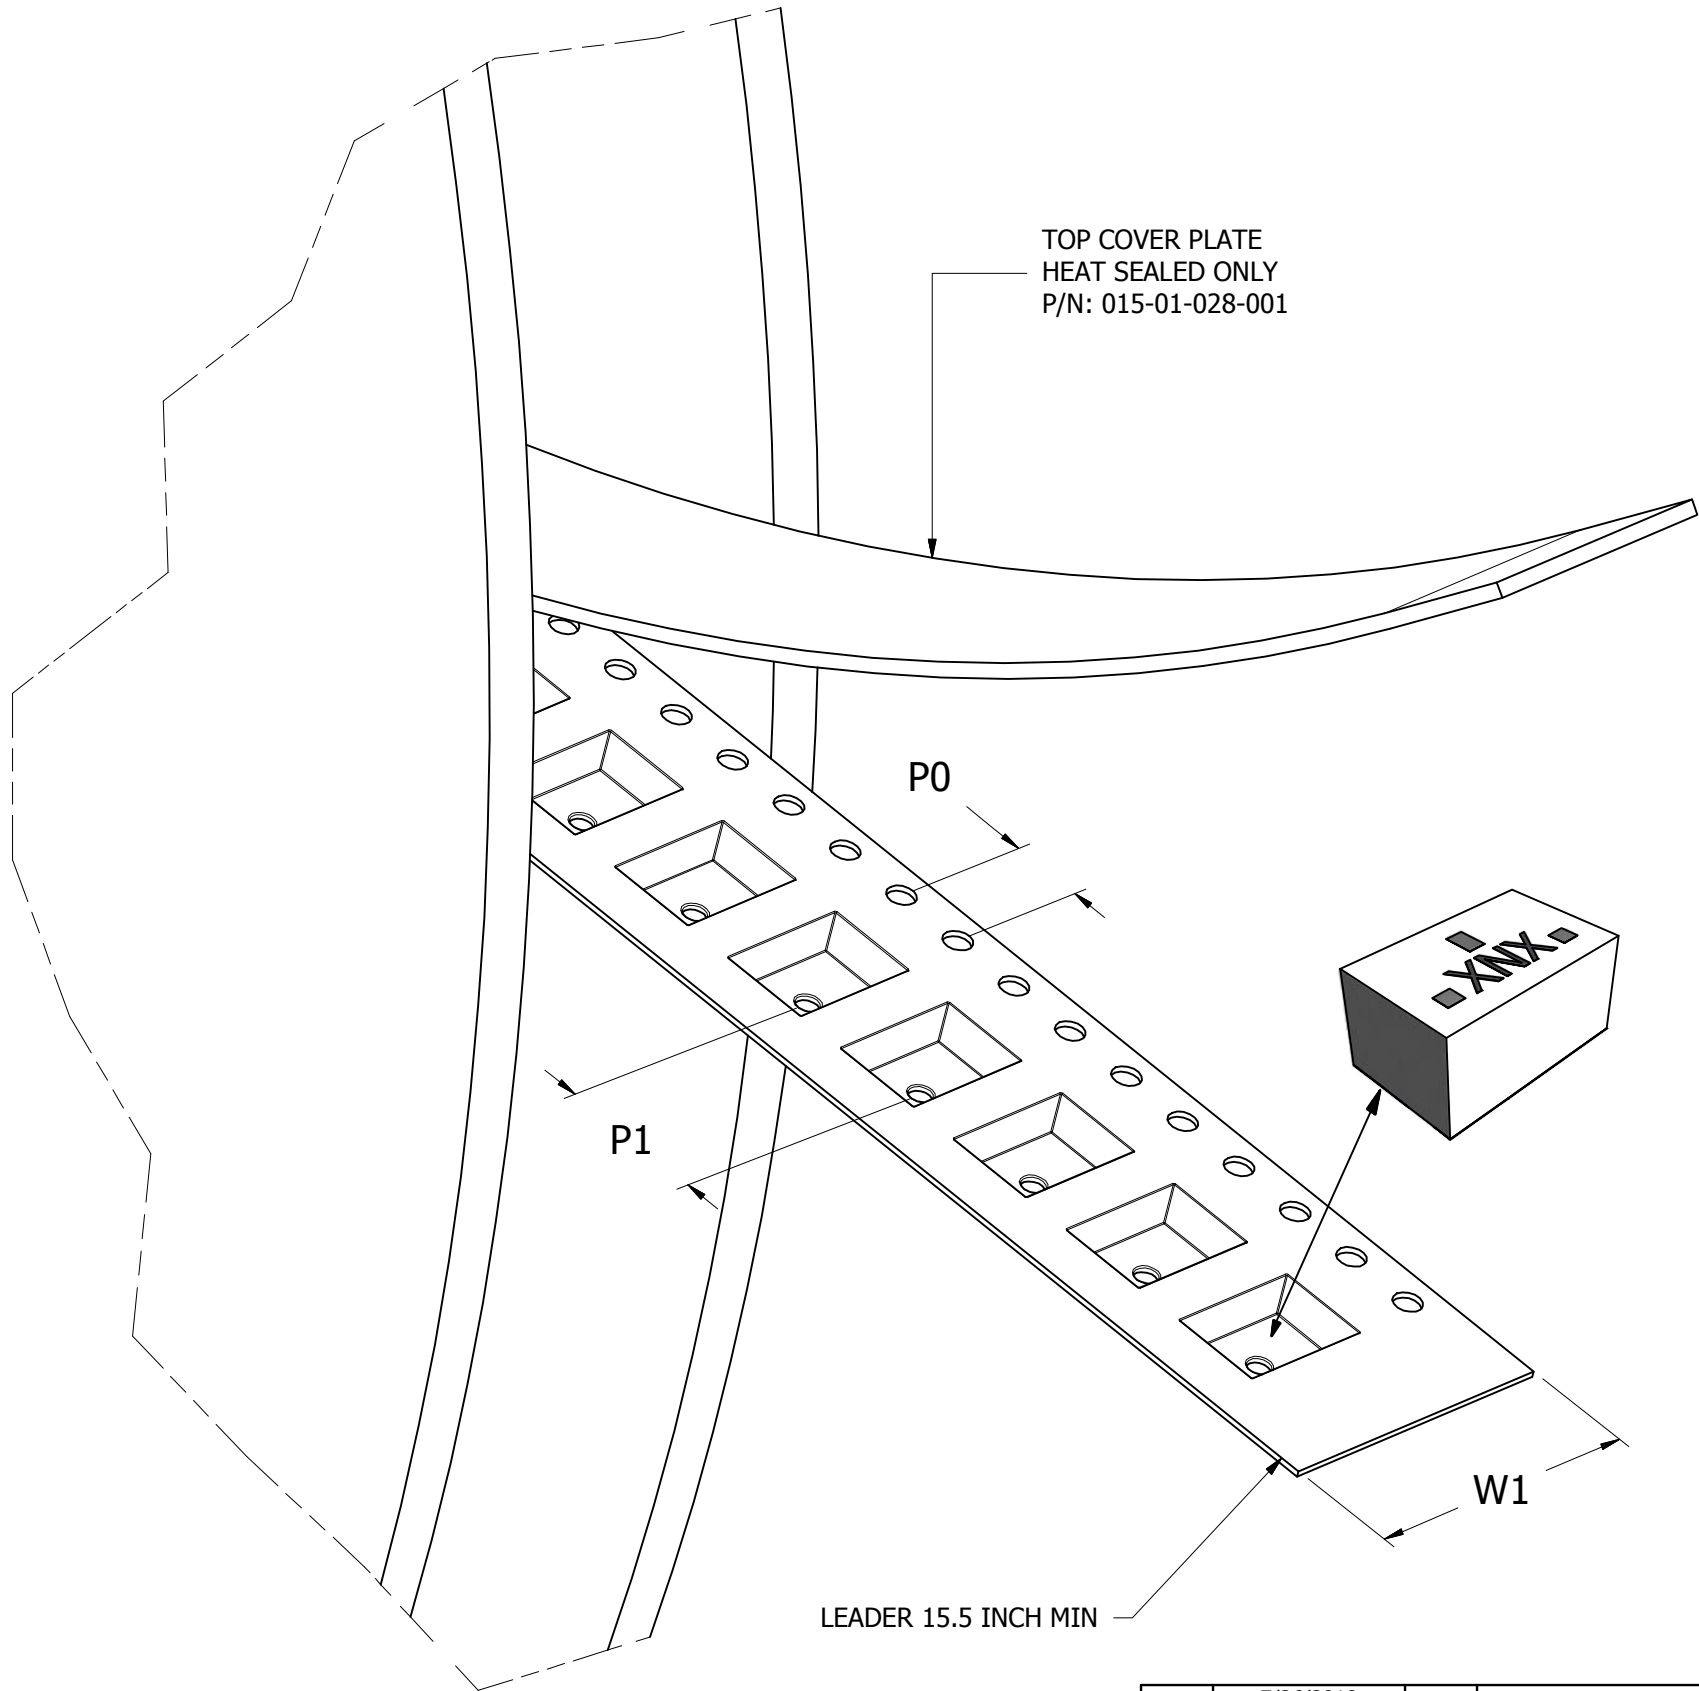 TOP COVER PLATE
HEAT SEALED ONLY
P/N: 015-01-028-001
P0
XNX
P1
W1
LEADER 15.5 INCH MIN